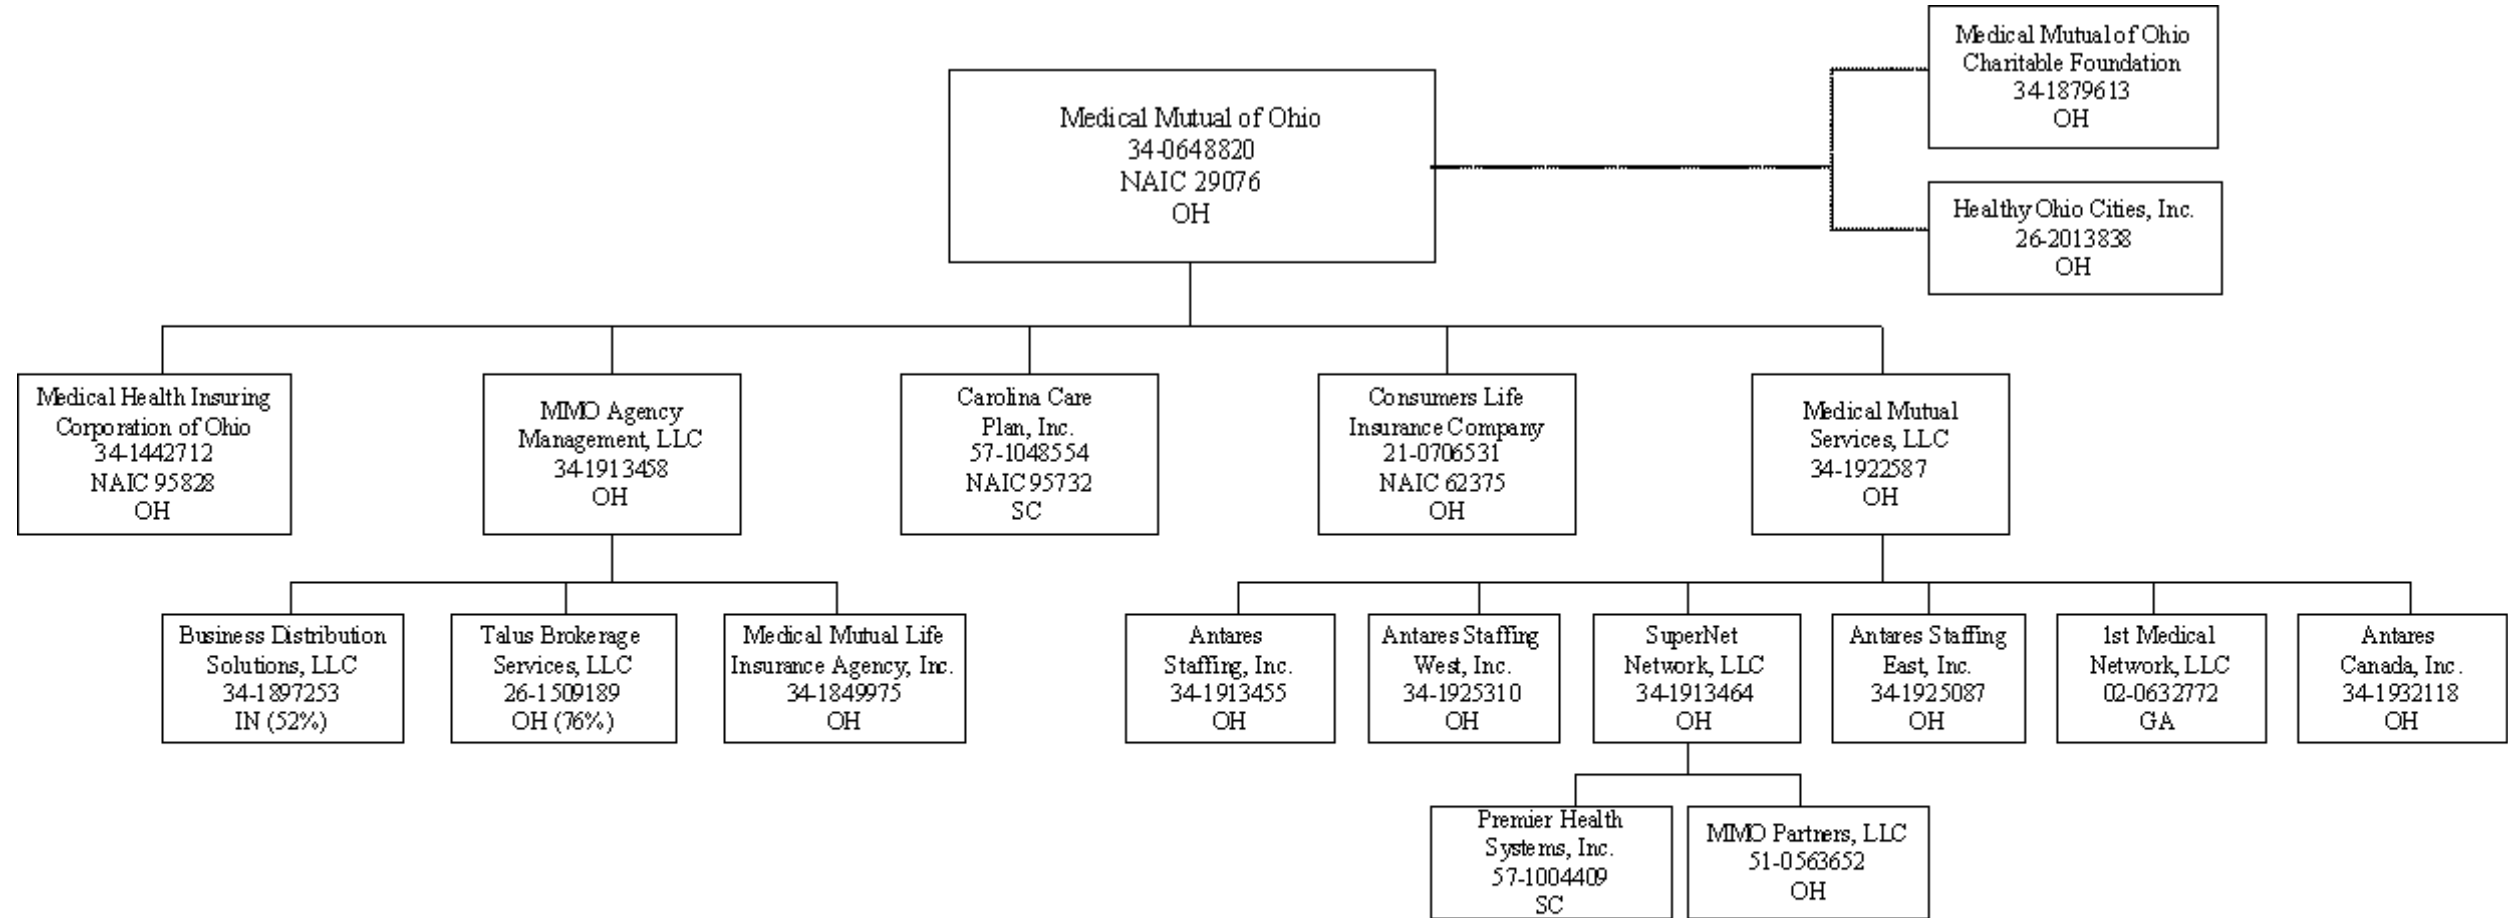 Medical Mutual of Ohio
Charitable Foundation
34-1879613
OH
Medical Mutual of Ohio
34-0648820
NAIC 29076
OH
Healthy Ohio Cities, Inc.
26-2013838
OH
Medical Health Insuring
Corporation of Ohio
34-1442712
NAIC 95828
OH
MMO Agency
Management, LLC
34-1913458
OH
Carolina Care
Plan, Inc.
57-1048554
NAIC 95732
SC
Consumers Life
Insurance Company
21-0706531
NAIC 62375
OH
Medical Mutual
Services, LLC
34-1922587
OH
Business Distribution
Solutions, LLC
34-1897253
IN (52%)
Talus Brokerage
Services, LLC
26-1509189
OH (76%)
Medical Mutual Life
Insurance Agency, Inc.
34-1849975
OH
Antares
Staffing, Inc.
34-1913455
OH
Antares Staffing
West, Inc.
34-1925310
OH
SuperNet
Network, LLC
34-1913464
OH
Antares Staffing
East, Inc.
34-1925087
OH
1st Medical
Network, LLC
02-0632772
GA
Antares
Canada, Inc.
34-1932118
OH
Premier Health
Systems, Inc.
57-1004409
SC
MMO Partners, LLC
51-0563652
OH